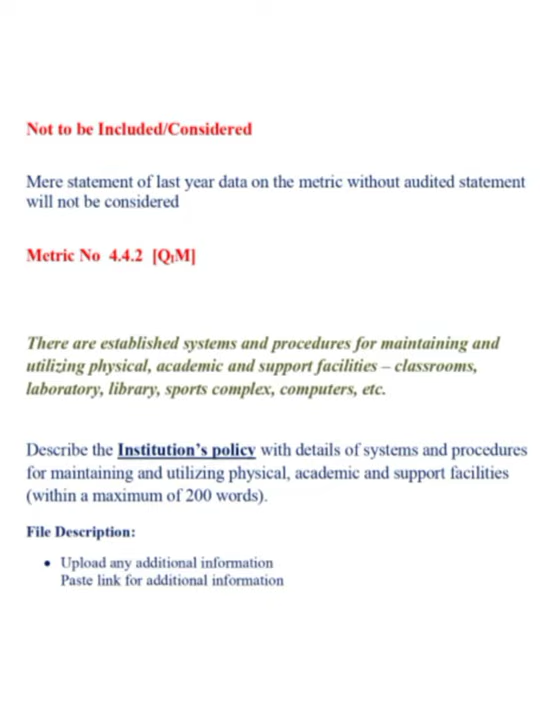 Not to be Included/Considered
Mere statement of last year data on the metric without audited statement
will not be considered
Metric No 4.4.2 [QlM]
There are established systems and procedures for maintaining and
utilizing physical, academic and support facilities – classrooms,
laboratory, library, sports complex, computers, etc.
Describe the Institution's policy with details of systems and procedures
for maintaining and utilizing physical, academic and support facilities
(within a maximum of 200 words).
File Description:
• Upload any additional information
Paste link for additional information